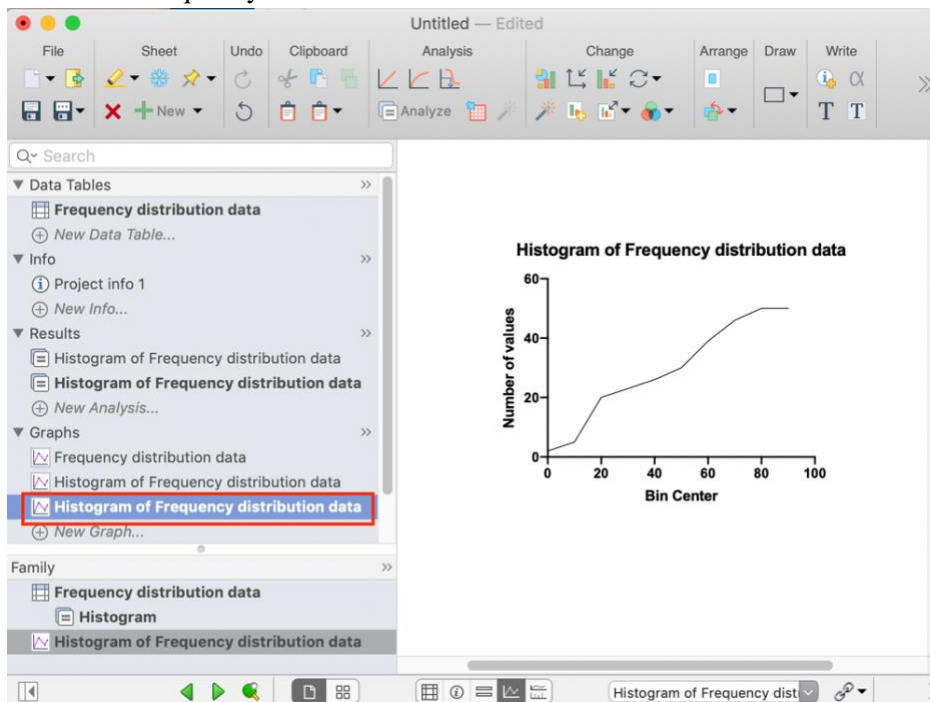 Untitled — Edited
File Sheet Undo Clipboard Analysis Change Arrange Draw Write
New Analyze α
T T
Search
Data Tables
Frequency distribution data
New Data Table...
Info
Project info 1
New Info...
Results
Histogram of Frequency distribution data
Histogram of Frequency distribution data
New Analysis...
Graphs
Frequency distribution data
Histogram of Frequency distribution data
Histogram of Frequency distribution data
New Graph...
Family
Frequency distribution data
Histogram
Histogram of Frequency distribution data
Histogram of Frequency distribution data
60
40
20
0
Number of values
0 20 40 60 80 100
Bin Center
Histogram of Frequency dist